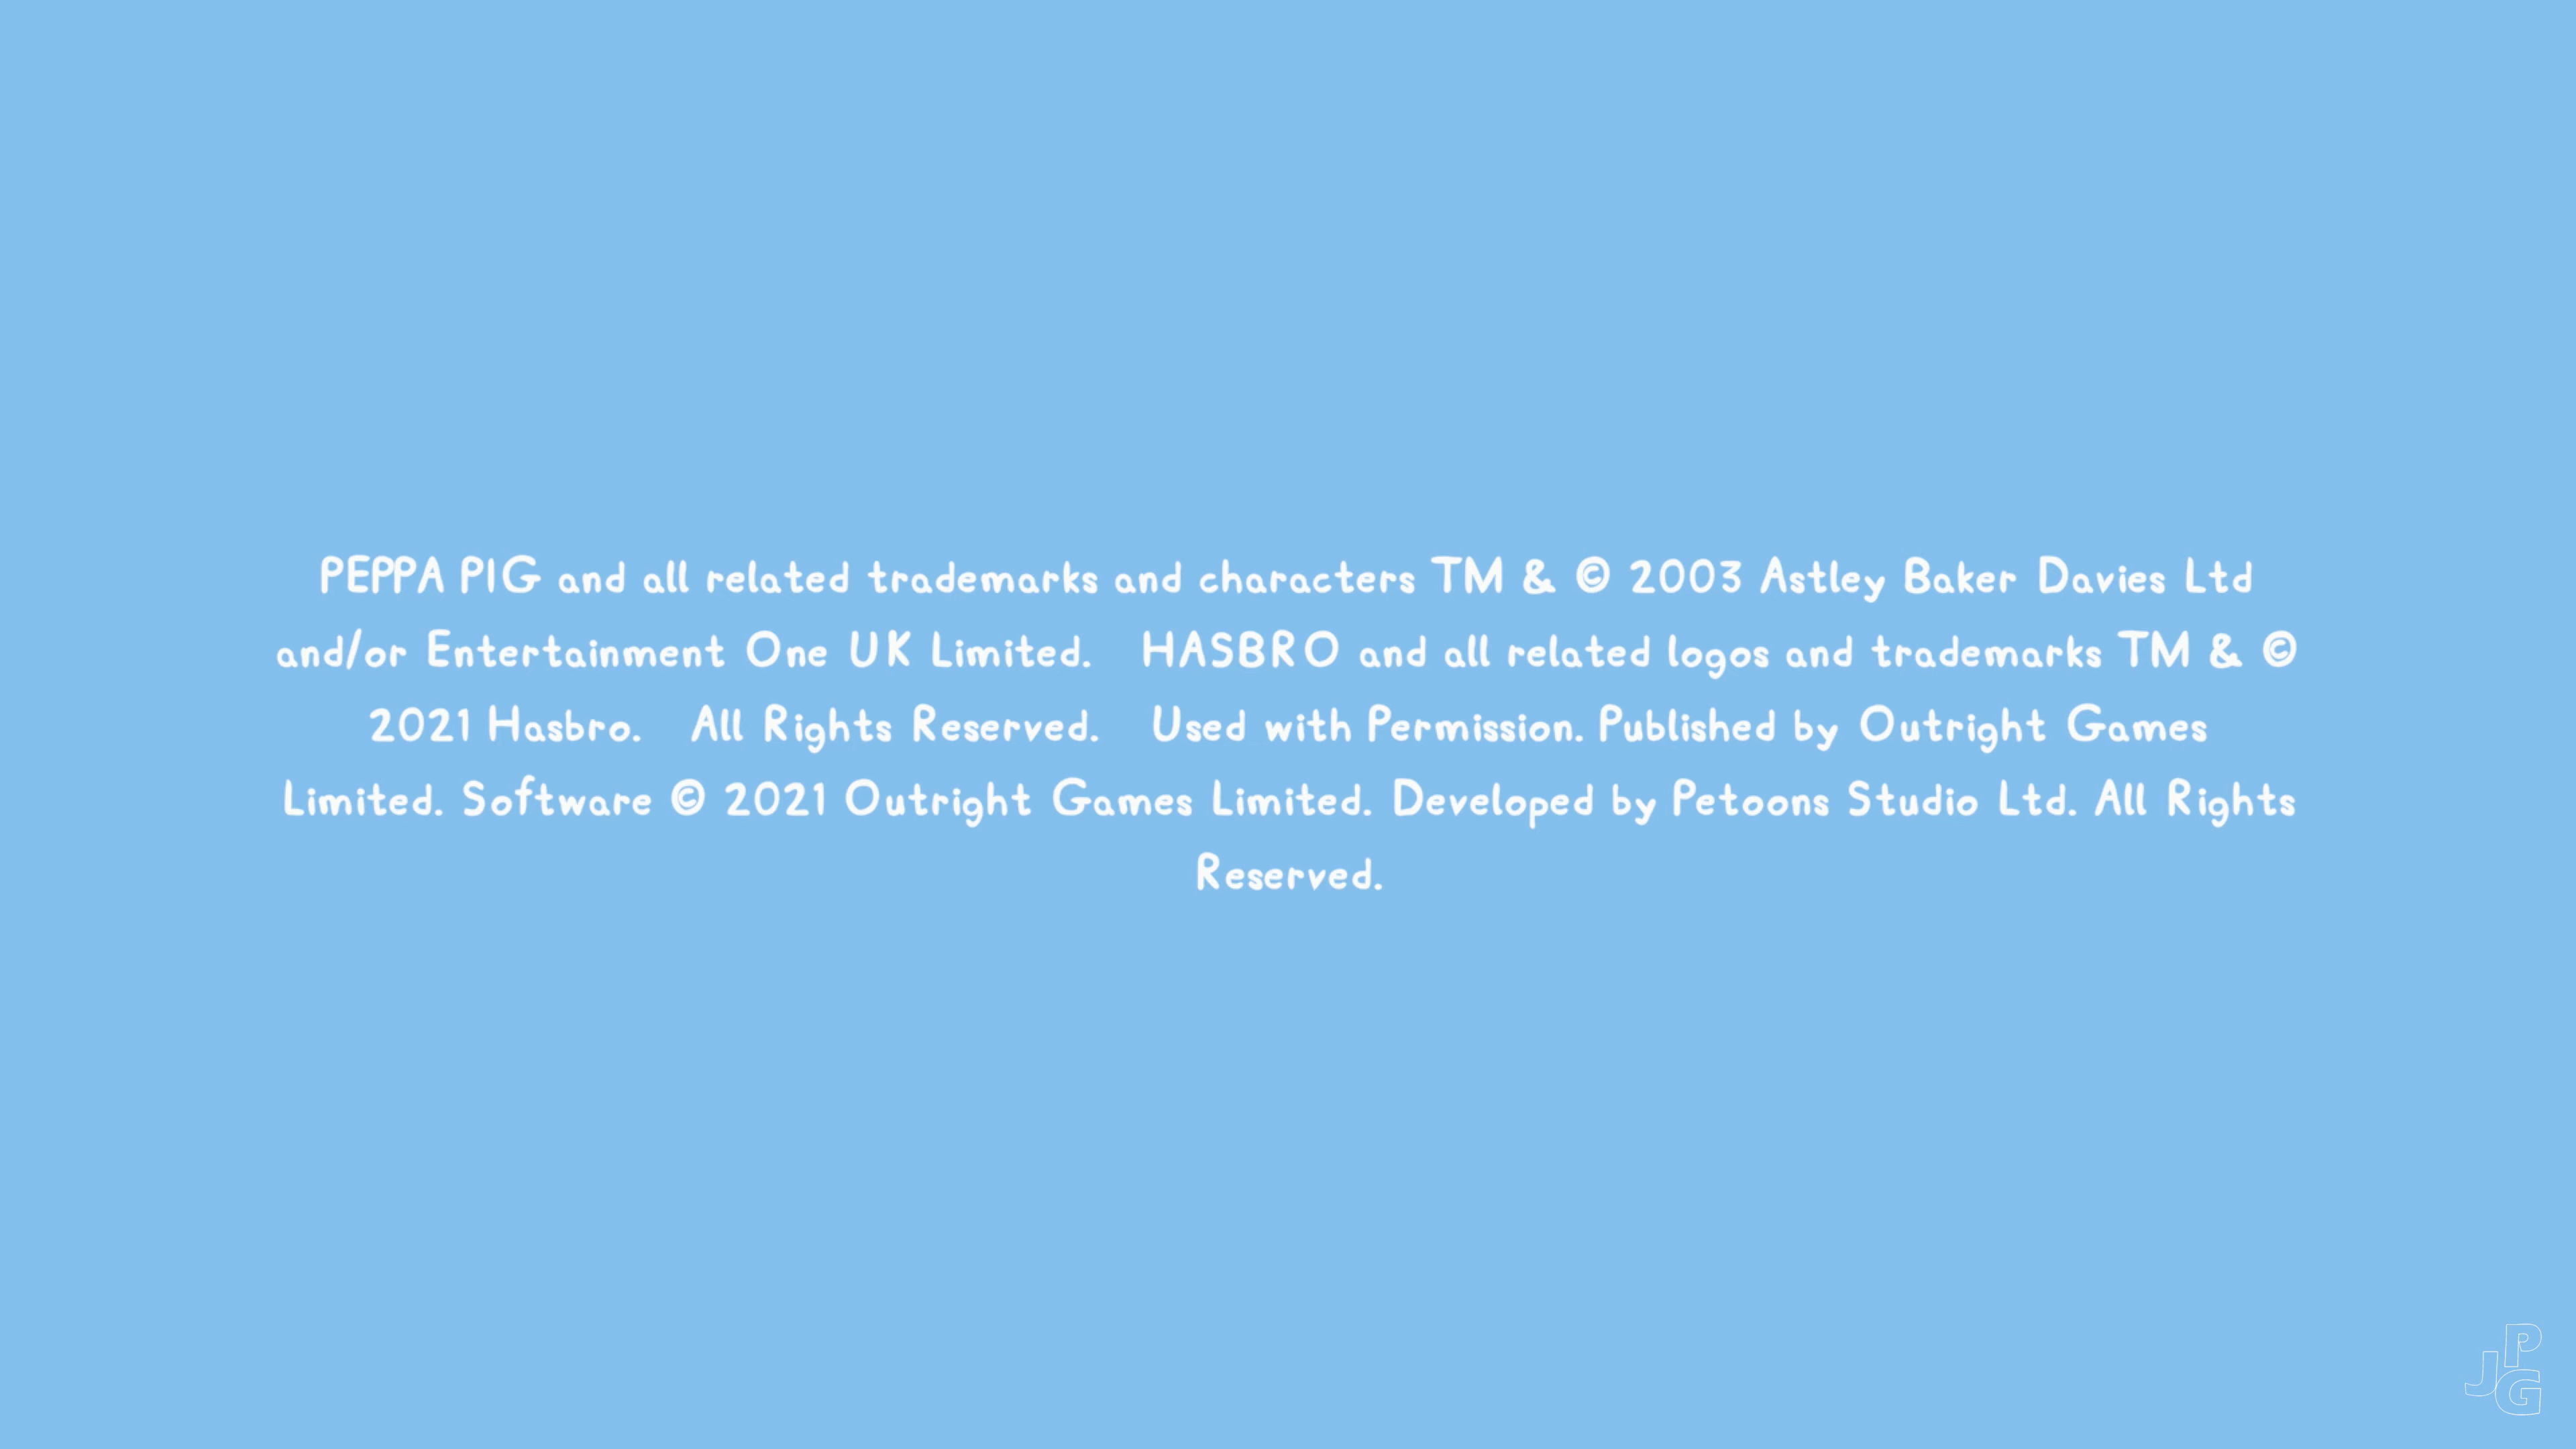 PEPPA PIG and all related trademarks and characters TM & © 2003 Astley Baker Davies Ltd
and/or Entertainment One UK Limited.   HASBRO and all related logos and trademarks TM & ©
2021 Hasbro.   All Rights Reserved.   Used with Permission. Published by Outright Games
Limited. Software © 2021 Outright Games Limited. Developed by Petoons Studio Ltd. All Rights
Reserved.
JPG